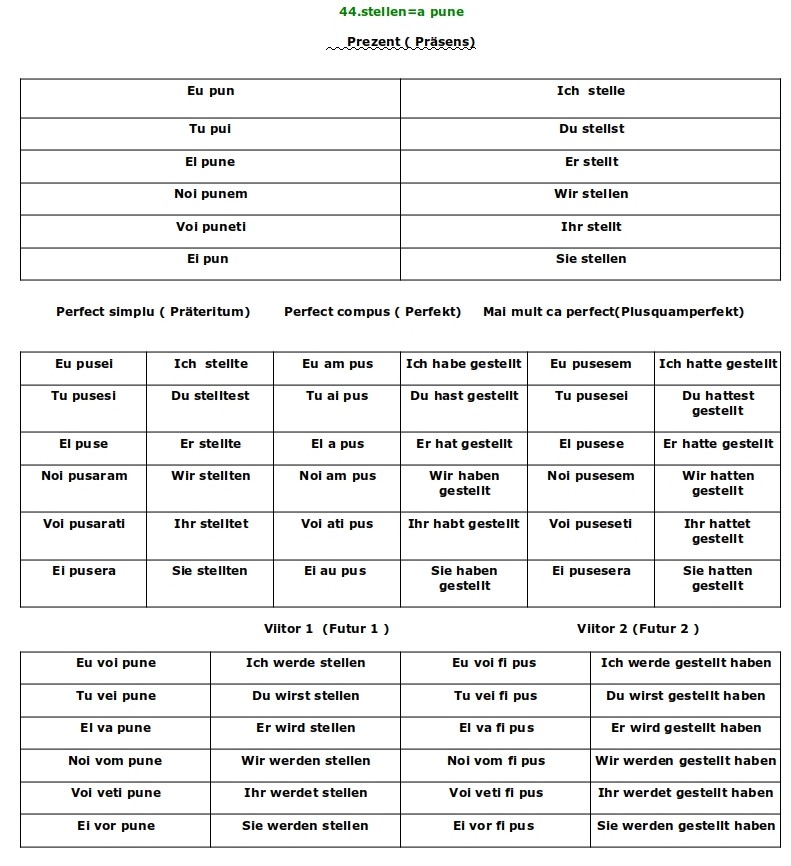 44.stellen=a pune
Prezent ( Präsens)
Eu pun Ich stelle
Tu pui Du stellst
El pune Er stellt
Noi punem Wir stellen
Voi puneti Ihr stellt
Ei pun Sie stellen
Perfect simplu ( Präteritum) Perfect compus ( Perfekt) Mai mult ca perfect(Plusquamperfekt)
Eu pusei Ich stellte Eu am pus Ich habe gestellt Eu pusesem Ich hatte gestellt
Tu pusesi Du stelltest Tu ai pus Du hast gestellt Tu pusesei Du hattest
gestellt
El puse Er stellte El a pus Er hat gestellt El pusese Er hatte gestellt
Noi pusaram Wir stellten Noi am pus Wir haben Noi pusesem Wir hatten
gestellt gestellt
Voi pusarati Ihr stelltet Voi ati pus Ihr habt gestellt Voi puseseti Ihr hattet
gestellt
Ei pusera Sie stellten Ei au pus Sie haben Ei pusesera Sie hatten
gestellt gestellt
Viitor 1 (Futur 1 ) Viitor 2 (Futur 2 )
Eu voi pune Ich werde stellen Eu voi fi pus Ich werde gestellt haben
Tu vei pune Du wirst stellen Tu vei fi pus Du wirst gestellt haben
El va pune Er wird stellen El va fi pus Er wird gestellt haben
Noi vom pune Wir werden stellen Noi vom fi pus Wir werden gestellt haben
Voi veti pune Ihr werdet stellen Voi veti fi pus Ihr werdet gestellt haben
Ei vor pune Sie werden stellen Ei vor fi pus Sie werden gestellt haben